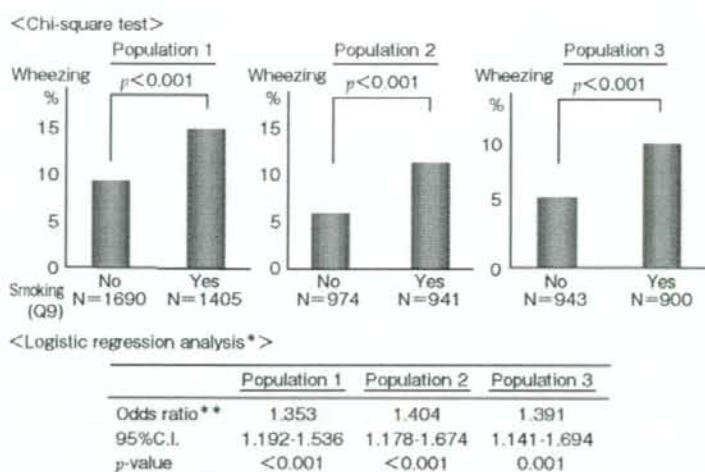 <Chi-square test>
Population 1 Population 2 Population 3
Wheezing p<0.001 Wheezing p<0.001 Wheezing p<0.001
% % %
15 15
10 10 10
5 5 5
0 0 0
No Yes No Yes No Yes
Smoking N=1690 N=1405 N=974 N=941 N=943 N=900
(Q9)
<Logistic regression analysis*>
Population 1 Population 2 Population 3
Odds ratio** 1.353 1.404 1.391
95%C.I. 1.192-1.536 1.178-1.674 1.141-1.694
p-value <0.001 <0.001 0.001